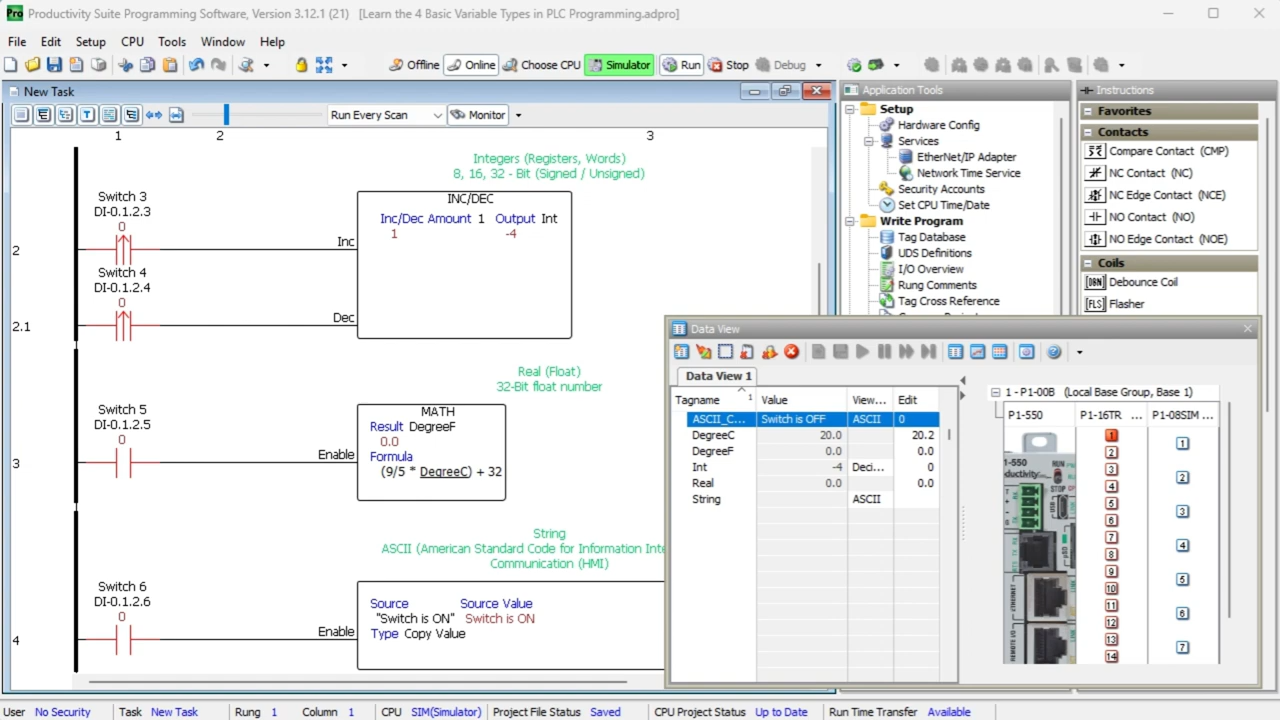 Pro Productivity Suite Programming Software, Version 3.12.1 (21) [Learn the 4 Basic Variable Types in PLC Programming.adpro]
File Edit Setup CPU Tools Window Help
Offline Online Choose CPU Simulator Run Stop Debug
New Task
Run Every Scan Monitor
1 2 3
Integers (Registers, Words)
8, 16, 32 - Bit (Signed / Unsigned)
Switch 3
DI-0.1.2.3
0
2
Inc
INC/DEC
Inc/Dec Amount 1 Output Int
1 -4
Switch 4
DI-0.1.2.4
0
2.1
Dec
Real (Float)
32-Bit float number
Switch 5
DI-0.1.2.5
0
3
Enable
MATH
Result DegreeF
0.0
Formula
(9/5 * DegreeC) + 32
String
ASCII (American Standard Code for Information Inte
Communication (HMI)
Switch 6
DI-0.1.2.6
0
4
Enable
Source Source Value
"Switch is ON" Switch is ON
Type Copy Value
Application Tools
Setup
Hardware Config
Services
EtherNet/IP Adapter
Network Time Service
Security Accounts
Set CPU Time/Date
Write Program
Tag Database
UDS Definitions
I/O Overview
Rung Comments
Tag Cross Reference
Instructions
Favorites
Contacts
Compare Contact (CMP)
NC Contact (NC)
NC Edge Contact (NCE)
NO Contact (NO)
NO Edge Contact (NOE)
Coils
DBN Debounce Coil
FLS Flasher
Data View
Data View 1
Tagname 1 Value View... Edit
ASCII_C... Switch is OFF ASCII 0
DegreeC 20.0 20.2
DegreeF 0.0 0.0
Int -4 Deci... 0
Real 0.0 0.0
String ASCII
1 - P1-00B (Local Base Group, Base 1)
P1-550 P1-16TR ... P1-08SIM ...
1-550
ductivity
RUN
STOP
ETHERNET
REMOTE I/O
1
2
3
4
5
6
7
8
9
10
11
12
13
14
1
2
3
4
5
6
7
User No Security Task New Task Rung 1 Column 1 CPU SIM(Simulator) Project File Status Saved CPU Project Status Up to Date Run Time Transfer Available